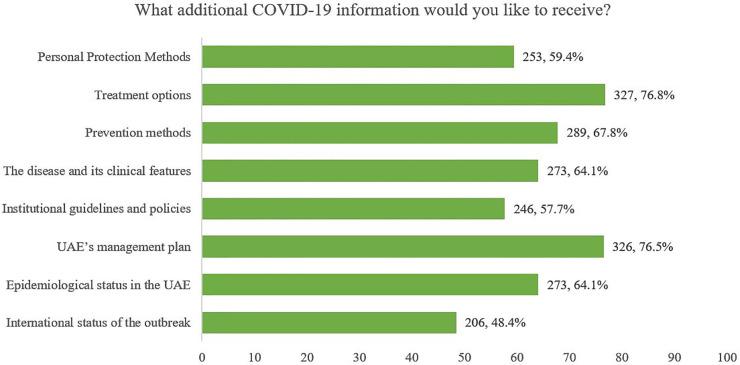 What additional COVID-19 information would you like to receive?
Personal Protection Methods 253, 59.4%
Treatment options 327, 76.8%
Prevention methods 289, 67.8%
The disease and its clinical features 273, 64.1%
Institutional guidelines and policies 246, 57.7%
UAE’s management plan 326, 76.5%
Epidemiological status in the UAE 273, 64.1%
International status of the outbreak 206, 48.4%
0 10 20 30 40 50 60 70 80 90 100